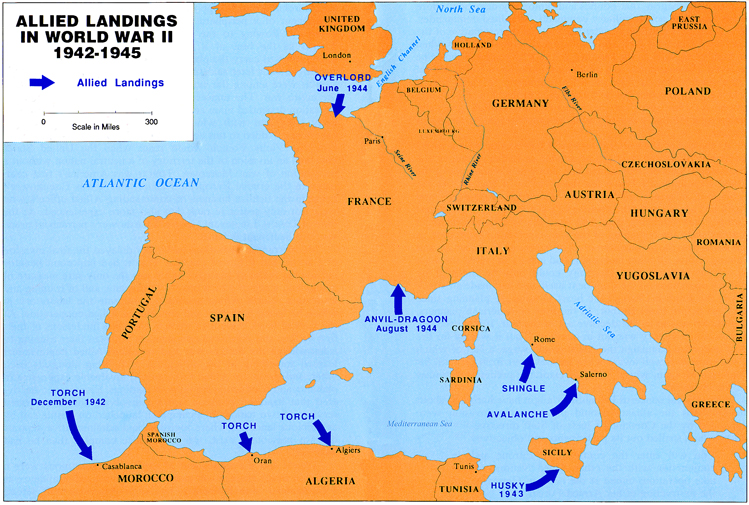 ALLIED LANDINGS
IN WORLD WAR II
1942-1945
Allied Landings
0 300
Scale in Miles
North Sea
UNITED
KINGDOM
London
English Channel
HOLLAND
EAST
PRUSSIA
OVERLORD
June 1944
BELGIUM
LUXEMBOURG
Berlin
GERMANY
Elbe River
POLAND
Paris
Seine River
Rhine River
CZECHOSLOVAKIA
ATLANTIC OCEAN
FRANCE
SWITZERLAND
AUSTRIA
HUNGARY
ROMANIA
ITALY
YUGOSLAVIA
BULGARIA
PORTUGAL
SPAIN
ANVIL-DRAGOON
August 1944
CORSICA
Adriatic Sea
Rome
SARDINIA
SHINGLE
Salerno
AVALANCHE
GREECE
TORCH
December 1942
SPANISH
MOROCCO
TORCH
TORCH
Mediterranean Sea
Casablanca
Oran
Algiers
Tunis
SICILY
MOROCCO
ALGERIA
TUNISIA
HUSKY
1943